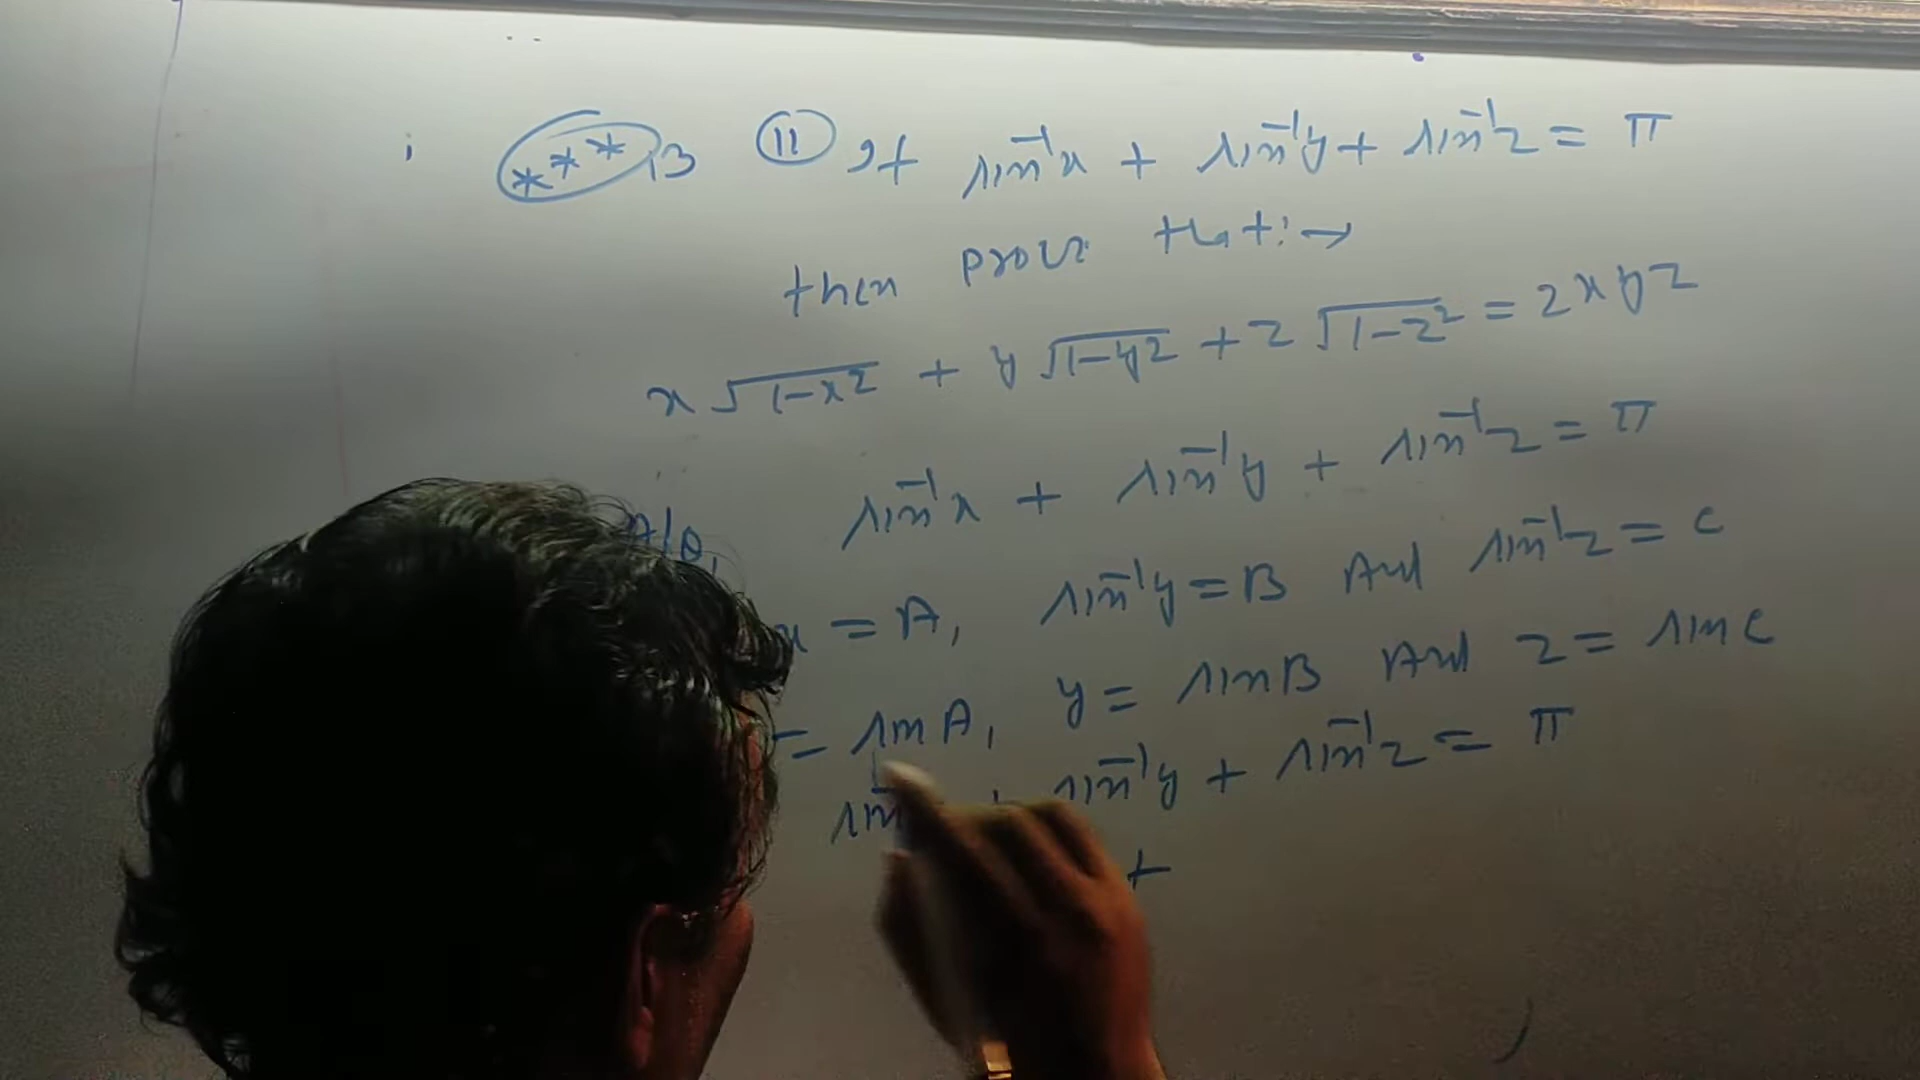 *** 13 (11) If sin⁻¹x + sin⁻¹y + sin⁻¹z = π
then prove that:→
x√(1-x²) + y√(1-y²) + z√(1-z²) = 2xyz
A/Q, sin⁻¹x + sin⁻¹y + sin⁻¹z = π
x = A, sin⁻¹y = B And sin⁻¹z = C
= sinA, y = sinB And z = sinC
sin⁻¹ + sin⁻¹y + sin⁻¹z = π
+